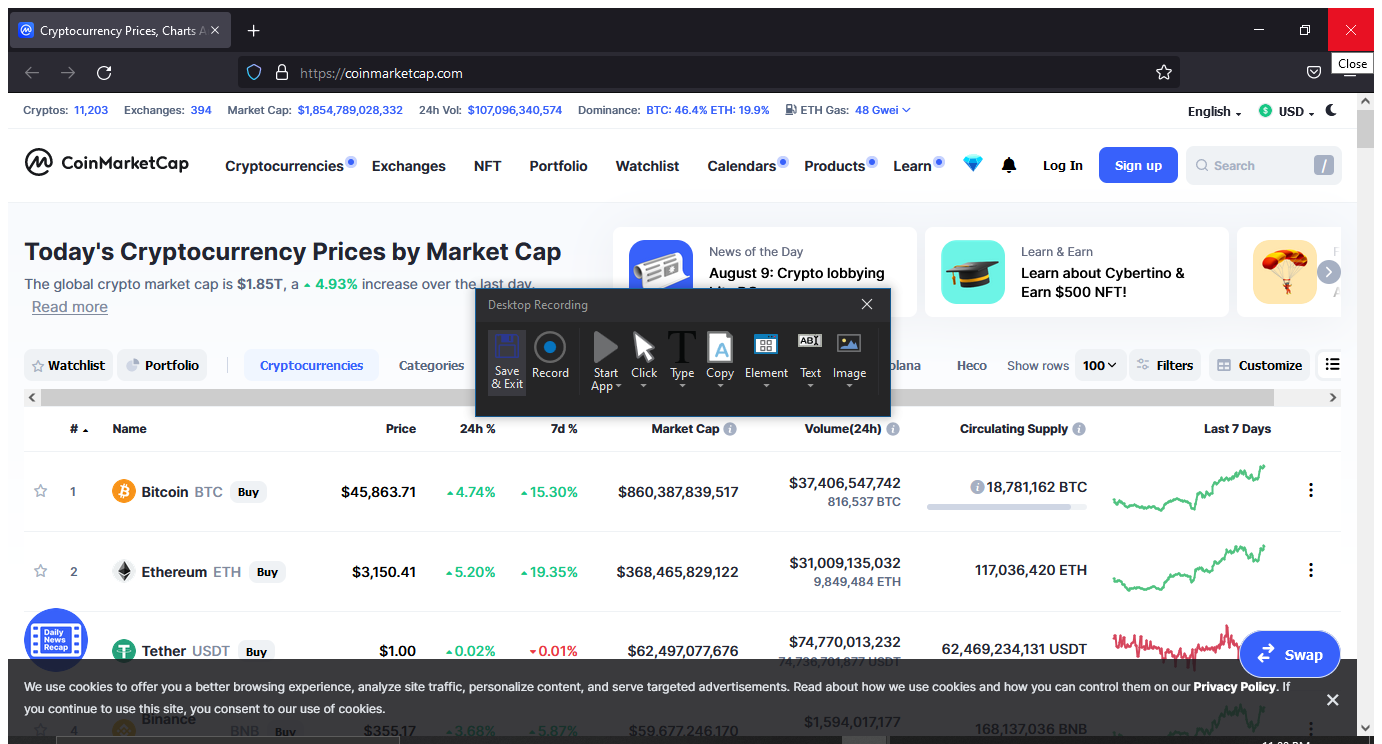 Cryptocurrency Prices, Charts A
Close
https://coinmarketcap.com
Cryptos: 11,203 Exchanges: 394 Market Cap: $1,854,789,028,332 24h Vol: $107,096,340,574 Dominance: BTC: 46.4% ETH: 19.9% ETH Gas: 48 Gwei
English USD
CoinMarketCap Cryptocurrencies Exchanges NFT Portfolio Watchlist Calendars Products Learn Log In Sign up Search /
Today's Cryptocurrency Prices by Market Cap
The global crypto market cap is $1.85T, a 4.93% increase over the last day.
Read more
News of the Day
August 9: Crypto lobbying
Learn & Earn
Learn about Cybertino &
Earn $500 NFT!
Desktop Recording
Save
& Exit
Record
Start
App
Click
Type
Copy
Element
Text
Image
Watchlist Portfolio Cryptocurrencies Categories olana Heco Show rows 100 Filters Customize
# Name Price 24h % 7d % Market Cap Volume(24h) Circulating Supply Last 7 Days
1 Bitcoin BTC Buy $45,863.71 4.74% 15.30% $860,387,839,517 $37,406,547,742 18,781,162 BTC
816,537 BTC
2 Ethereum ETH Buy $3,150.41 5.20% 19.35% $368,465,829,122 $31,009,135,032 117,036,420 ETH
9,849,484 ETH
Daily
News
Recap
Tether USDT Buy $1.00 0.02% 0.01% $62,497,077,676 $74,770,013,232 62,469,234,131 USDT
74,736,701,877 USDT
Swap
We use cookies to offer you a better browsing experience, analyze site traffic, personalize content, and serve targeted advertisements. Read about how we use cookies and how you can control them on our Privacy Policy. If
you continue to use this site, you consent to our use of cookies.
4 Binance BNB Buy $355.17 3.68% 5.87% $59,677,246,170 $1,594,017,177 168,137,036 BNB